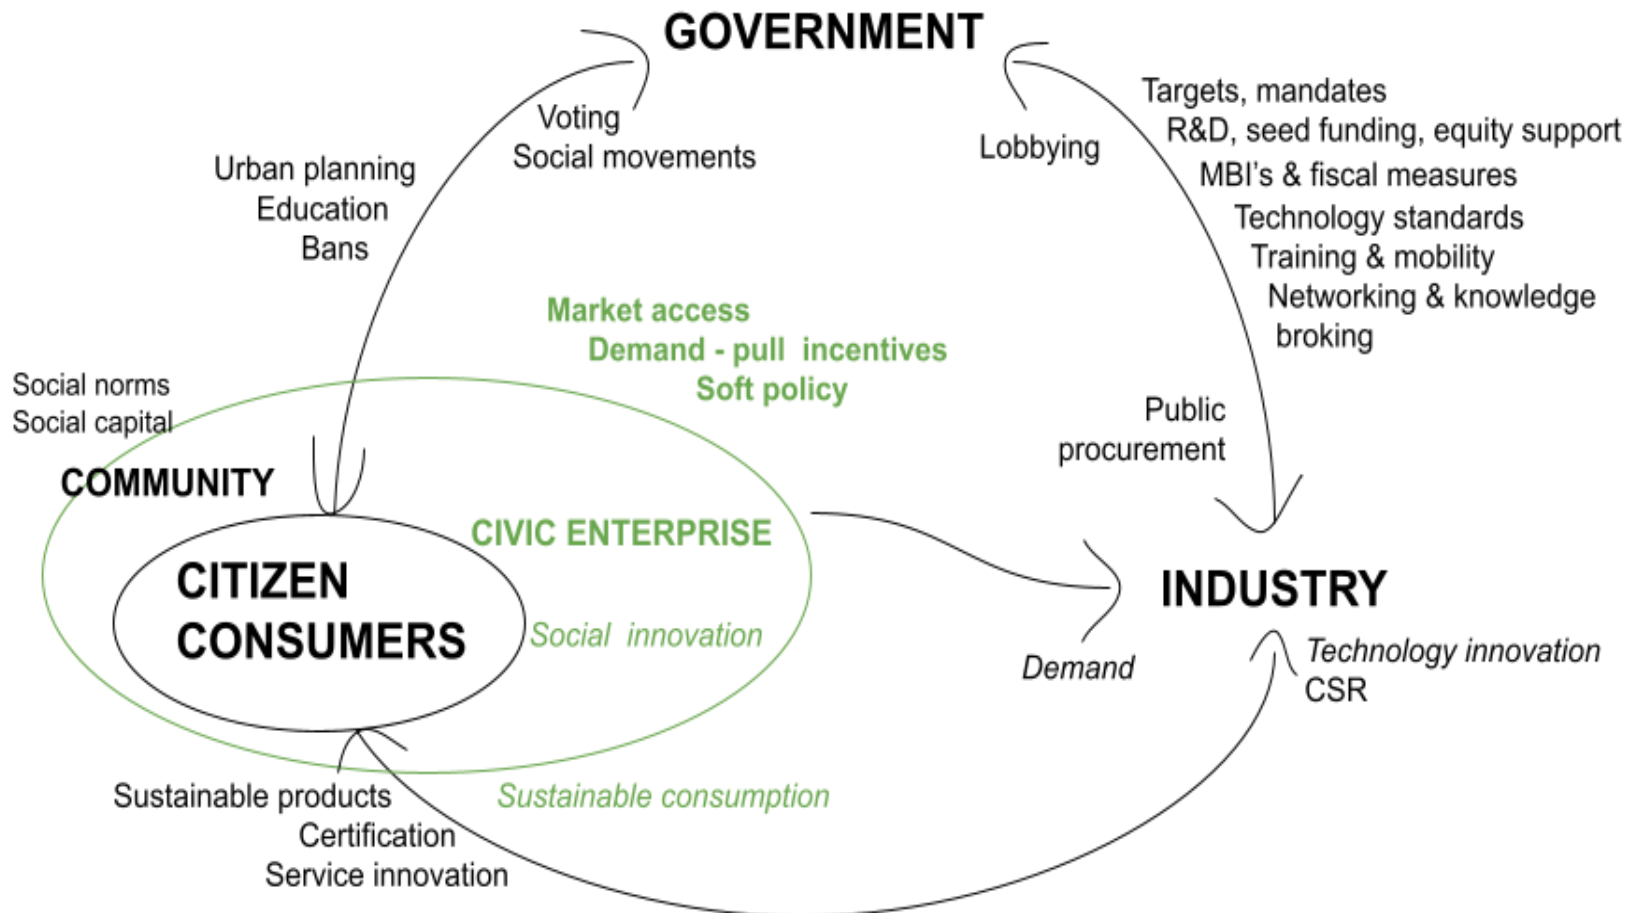 GOVERNMENT
Voting
Social movements
Urban planning
Education
Bans
Lobbying
Targets, mandates
R&D, seed funding, equity support
MBI's & fiscal measures
Technology standards
Training & mobility
Networking & knowledge
broking
Market access
Demand - pull incentives
Soft policy
Social norms
Social capital
COMMUNITY
CIVIC ENTERPRISE
CITIZEN
CONSUMERS
Social innovation
Public
procurement
INDUSTRY
Demand
Technology innovation
CSR
Sustainable products
Certification
Service innovation
Sustainable consumption